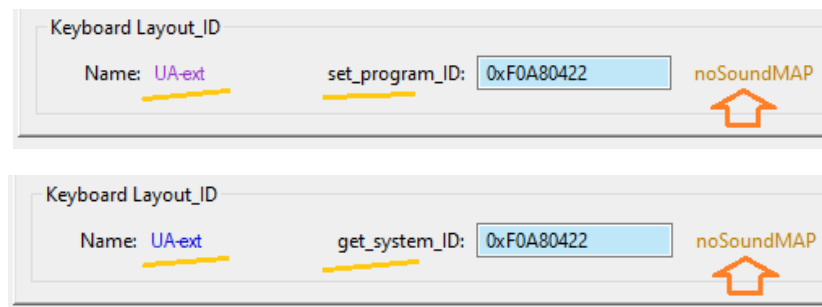 Keyboard Layout_ID
Name: UA-ext set_program_ID: 0xF0A80422 noSoundMAP
Keyboard Layout_ID
Name: UA-ext get_system_ID: 0xF0A80422 noSoundMAP